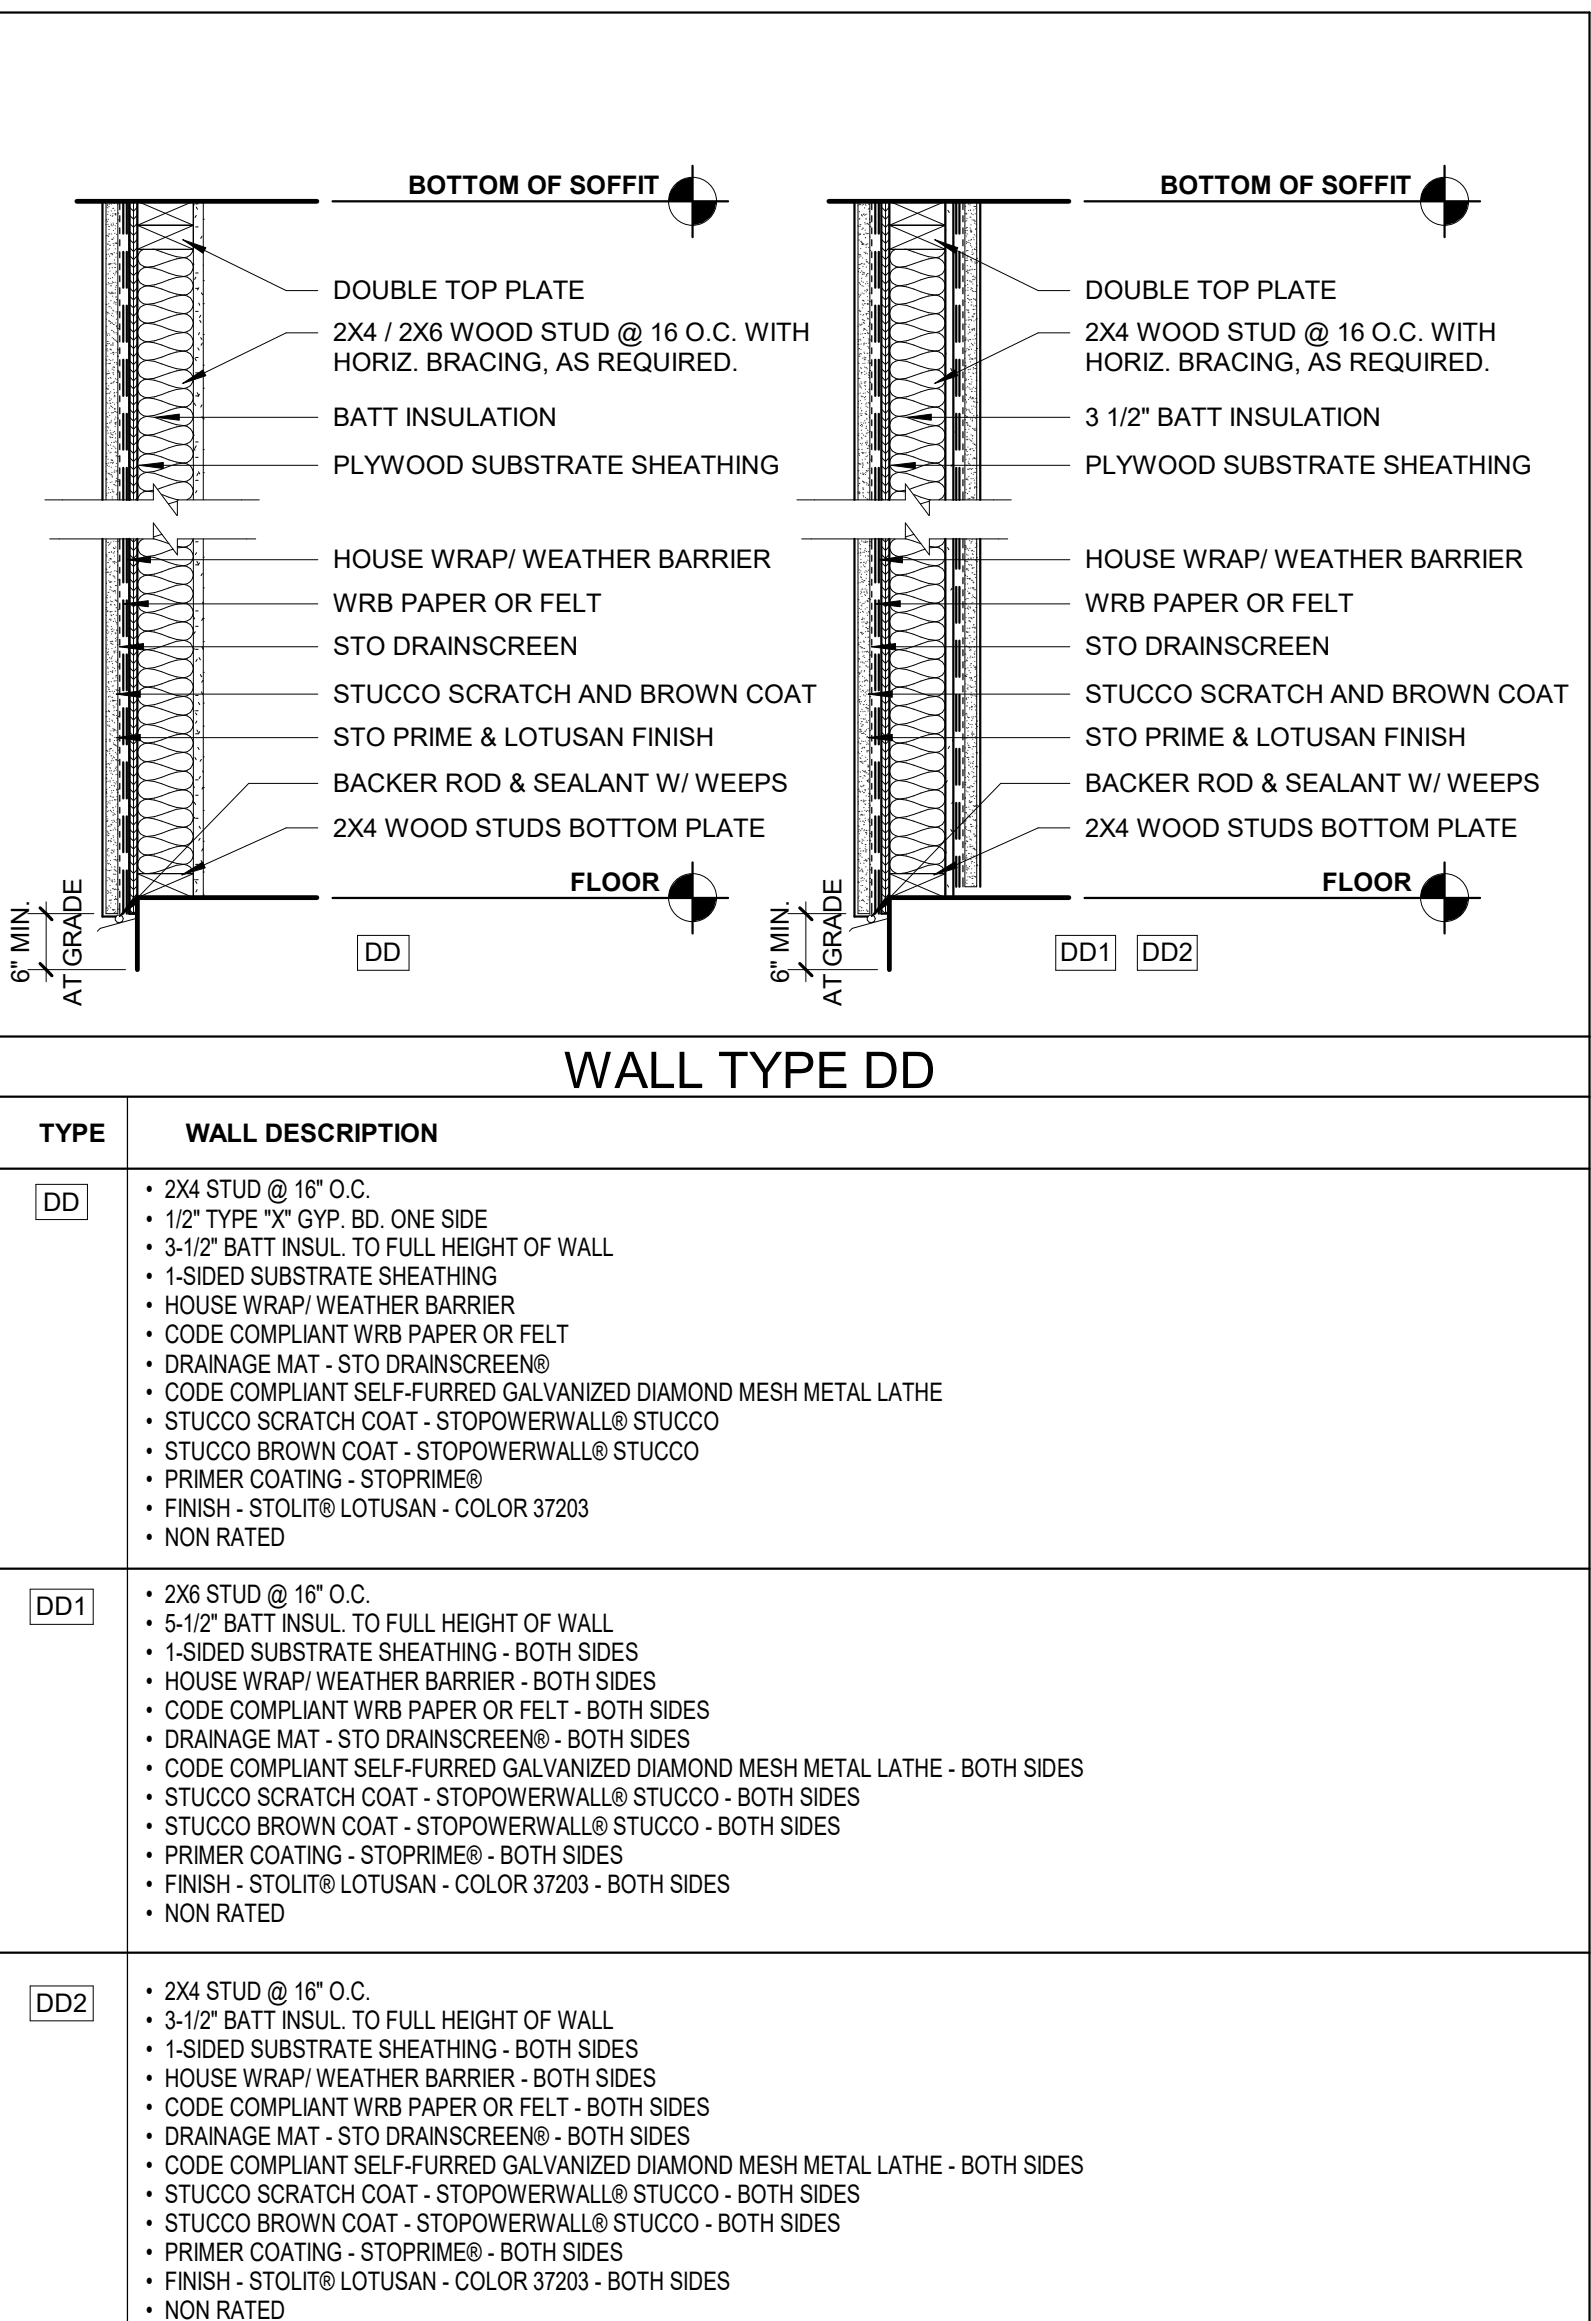 BOTTOM OF SOFFIT
DOUBLE TOP PLATE
2X4 / 2X6 WOOD STUD @ 16 O.C. WITH
HORIZ. BRACING, AS REQUIRED.
BATT INSULATION
PLYWOOD SUBSTRATE SHEATHING
HOUSE WRAP/ WEATHER BARRIER
WRB PAPER OR FELT
STO DRAINSCREEN
STUCCO SCRATCH AND BROWN COAT
STO PRIME & LOTUSAN FINISH
BACKER ROD & SEALANT W/ WEEPS
2X4 WOOD STUDS BOTTOM PLATE
FLOOR
6" MIN.
AT GRADE
DD
BOTTOM OF SOFFIT
DOUBLE TOP PLATE
2X4 WOOD STUD @ 16 O.C. WITH
HORIZ. BRACING, AS REQUIRED.
3 1/2" BATT INSULATION
PLYWOOD SUBSTRATE SHEATHING
HOUSE WRAP/ WEATHER BARRIER
WRB PAPER OR FELT
STO DRAINSCREEN
STUCCO SCRATCH AND BROWN COAT
STO PRIME & LOTUSAN FINISH
BACKER ROD & SEALANT W/ WEEPS
2X4 WOOD STUDS BOTTOM PLATE
FLOOR
6" MIN.
AT GRADE
DD1 DD2
WALL TYPE DD
TYPE WALL DESCRIPTION
DD
• 2X4 STUD @ 16" O.C.
• 1/2" TYPE "X" GYP. BD. ONE SIDE
• 3-1/2" BATT INSUL. TO FULL HEIGHT OF WALL
• 1-SIDED SUBSTRATE SHEATHING
• HOUSE WRAP/ WEATHER BARRIER
• CODE COMPLIANT WRB PAPER OR FELT
• DRAINAGE MAT - STO DRAINSCREEN®
• CODE COMPLIANT SELF-FURRED GALVANIZED DIAMOND MESH METAL LATHE
• STUCCO SCRATCH COAT - STOPOWERWALL® STUCCO
• STUCCO BROWN COAT - STOPOWERWALL® STUCCO
• PRIMER COATING - STOPRIME®
• FINISH - STOLIT® LOTUSAN - COLOR 37203
• NON RATED
DD1
• 2X6 STUD @ 16" O.C.
• 5-1/2" BATT INSUL. TO FULL HEIGHT OF WALL
• 1-SIDED SUBSTRATE SHEATHING - BOTH SIDES
• HOUSE WRAP/ WEATHER BARRIER - BOTH SIDES
• CODE COMPLIANT WRB PAPER OR FELT - BOTH SIDES
• DRAINAGE MAT - STO DRAINSCREEN® - BOTH SIDES
• CODE COMPLIANT SELF-FURRED GALVANIZED DIAMOND MESH METAL LATHE - BOTH SIDES
• STUCCO SCRATCH COAT - STOPOWERWALL® STUCCO - BOTH SIDES
• STUCCO BROWN COAT - STOPOWERWALL® STUCCO - BOTH SIDES
• PRIMER COATING - STOPRIME® - BOTH SIDES
• FINISH - STOLIT® LOTUSAN - COLOR 37203 - BOTH SIDES
• NON RATED
DD2
• 2X4 STUD @ 16" O.C.
• 3-1/2" BATT INSUL. TO FULL HEIGHT OF WALL
• 1-SIDED SUBSTRATE SHEATHING - BOTH SIDES
• HOUSE WRAP/ WEATHER BARRIER - BOTH SIDES
• CODE COMPLIANT WRB PAPER OR FELT - BOTH SIDES
• DRAINAGE MAT - STO DRAINSCREEN® - BOTH SIDES
• CODE COMPLIANT SELF-FURRED GALVANIZED DIAMOND MESH METAL LATHE - BOTH SIDES
• STUCCO SCRATCH COAT - STOPOWERWALL® STUCCO - BOTH SIDES
• STUCCO BROWN COAT - STOPOWERWALL® STUCCO - BOTH SIDES
• PRIMER COATING - STOPRIME® - BOTH SIDES
• FINISH - STOLIT® LOTUSAN - COLOR 37203 - BOTH SIDES
• NON RATED